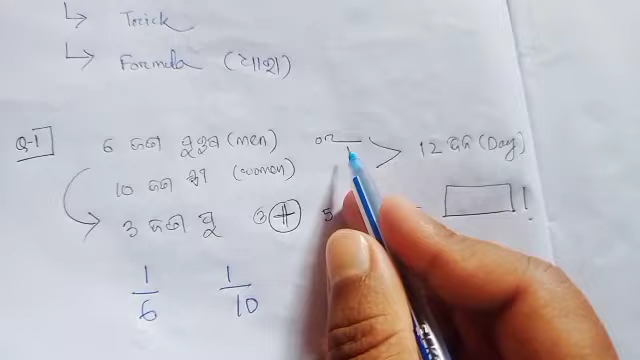 ↳ Trick
↳ Formula (ସୂତ୍ର)
Q-1 6 ଜଣ ପୁରୁଷ (men) or 12 ଦିନ (Day)
10 ଜଣ ସ୍ତ୍ରୀ (women)
3 ଜଣ ପୁ + 5 !
1/6 1/10